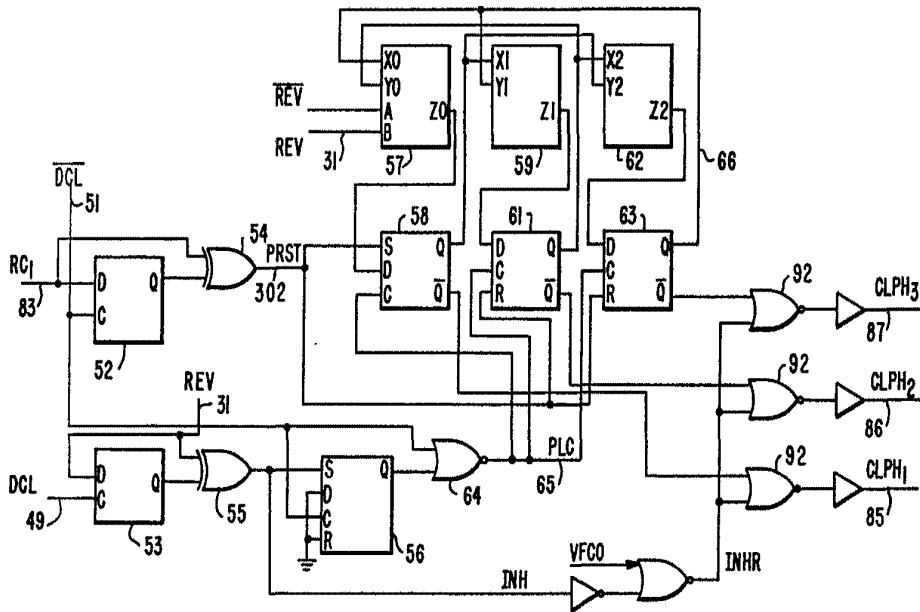 X0
Y0
A
B
Z0
57
X1
Y1
Z1
59
X2
Y2
Z2
62
66
REV
REV
31
DCL
51
RC1
83
D
Q
C
52
54
PRST
302
58
S
Q
D
C
Q
61
D
Q
C
R
Q
63
D
Q
C
R
Q
92
CLPH3
87
92
CLPH2
86
92
CLPH1
85
REV
31
DCL
49
D
Q
C
53
55
S
Q
D
C
R
56
64
PLC
65
INH
VFCO
INHR